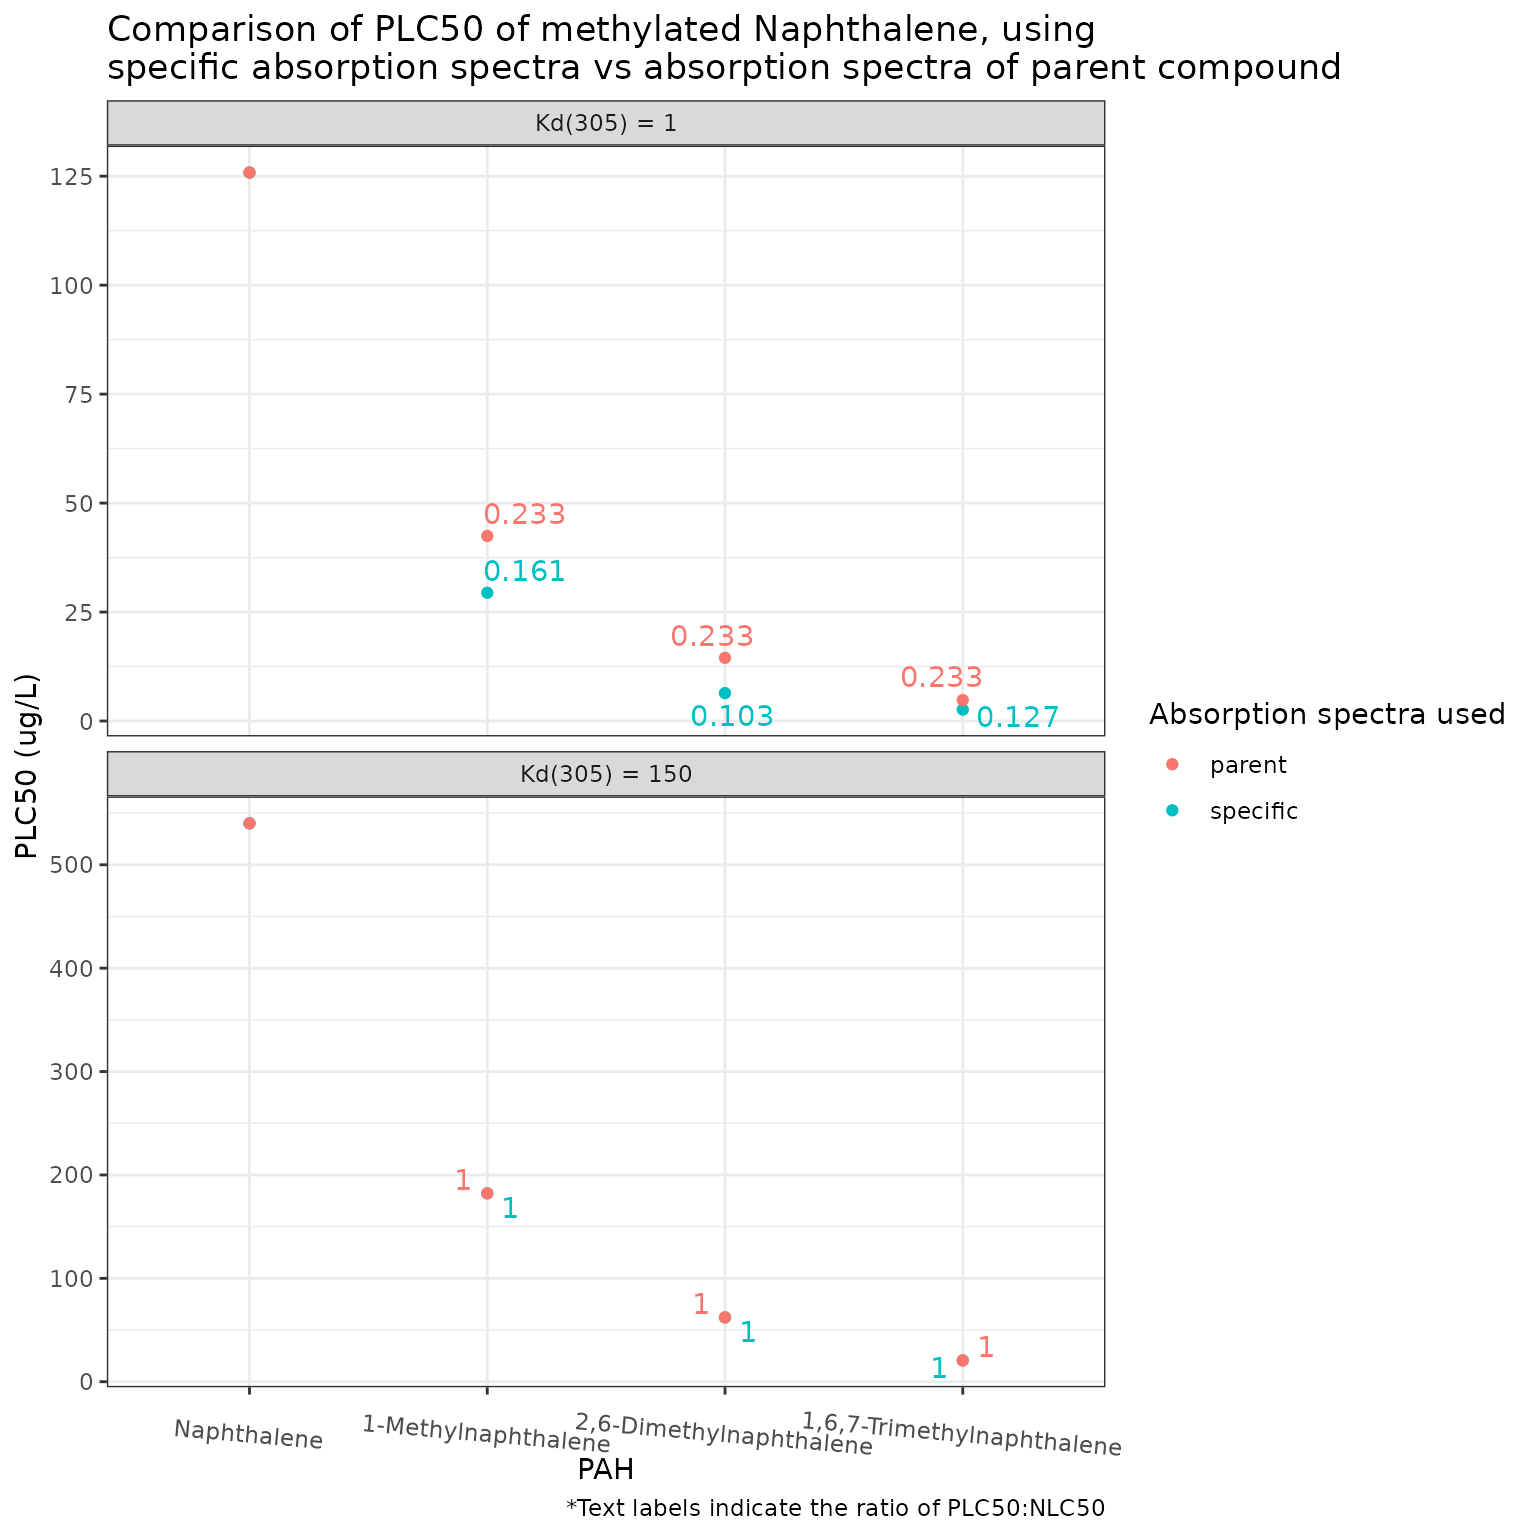 Comparison of PLC50 of methylated Naphthalene, using
specific absorption spectra vs absorption spectra of parent compound
Kd(305) = 1
125
100
75
50
25
0
0.233
0.161
0.233
0.103
0.233
0.127
PLC50 (ug/L)
Absorption spectra used
parent
specific
Kd(305) = 150
500
400
300
200
100
0
1
1
1
1
1
1
Naphthalene
1-Methylnaphthalene
2,6-Dimethylnaphthalene
1,6,7-Trimethylnaphthalene
PAH
*Text labels indicate the ratio of PLC50:NLC50